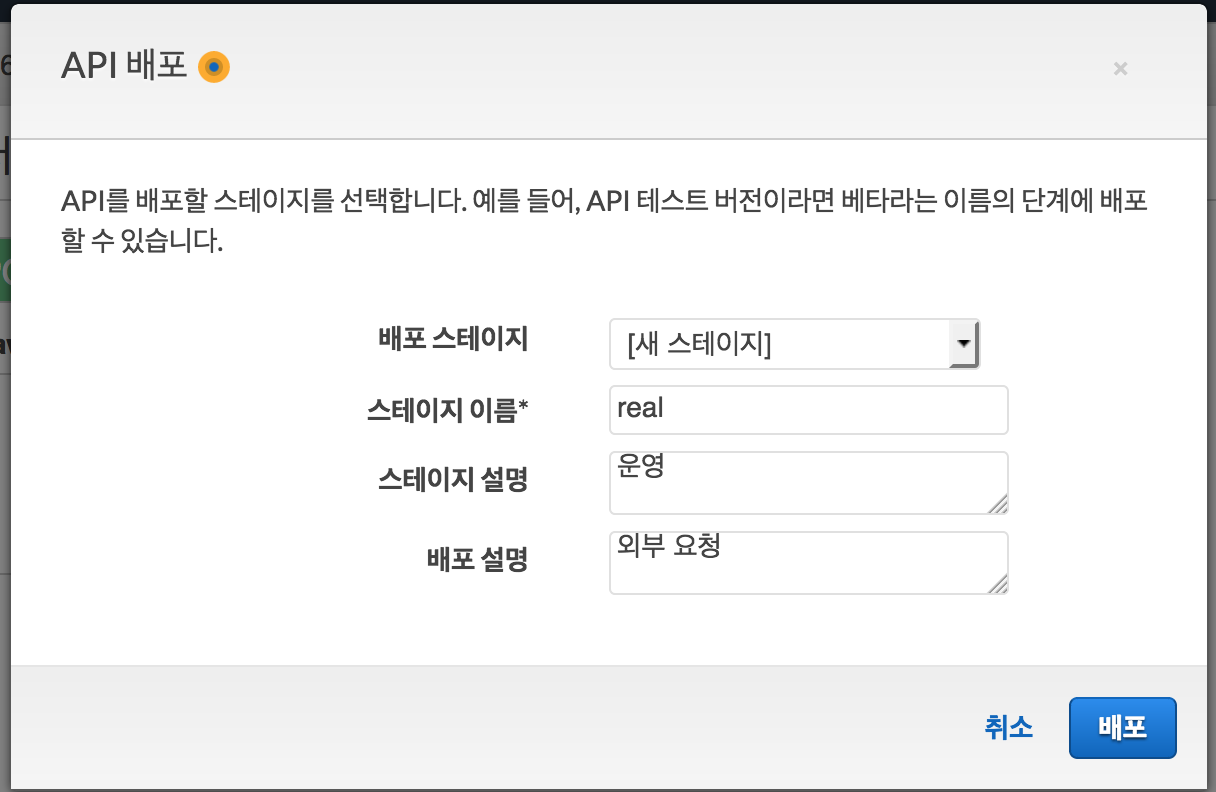 API 배포
×
API를 배포할 스테이지를 선택합니다. 예를 들어, API 테스트 버전이라면 베타라는 이름의 단계에 배포
할 수 있습니다.
배포 스테이지 [새 스테이지]
스테이지 이름* real
스테이지 설명 운영
배포 설명 외부 요청
취소 배포